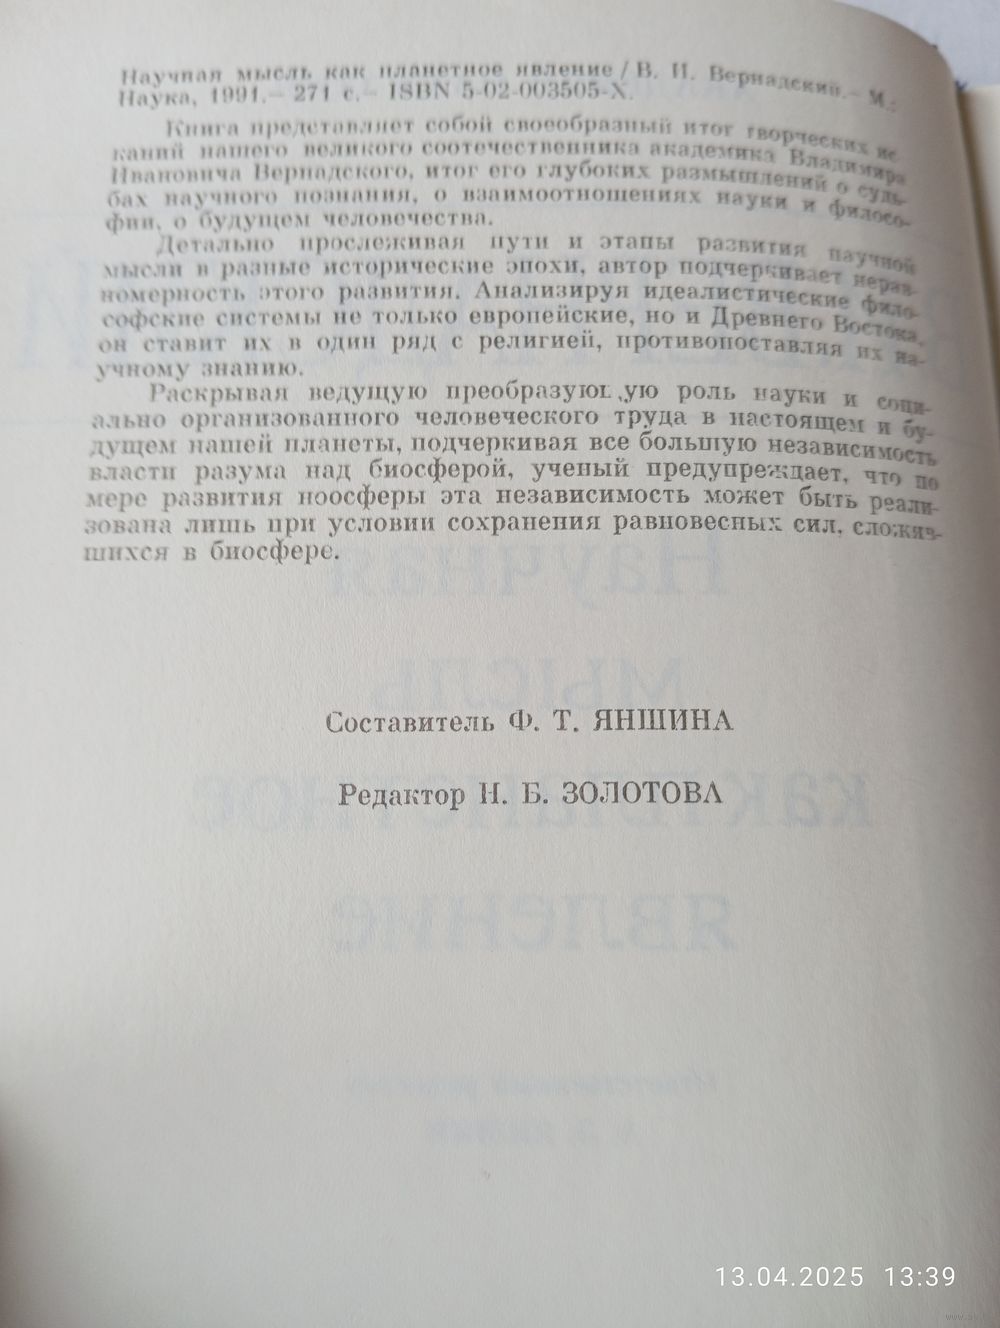 Научная мысль как планетное явление / В. И. Вернадский.– М.:
Наука, 1991.– 271 с.– ISBN 5-02-003505-X.
Книга представляет собой своеобразный итог творческих ис-
каний нашего великого соотечественника академика Владимира
Ивановича Вернадского, итог его глубоких размышлений о судь-
бах научного познания, о взаимоотношениях науки и филосо-
фии, о будущем человечества.
Детально прослеживая пути и этапы развития научной
мысли в разные исторические эпохи, автор подчеркивает нерав-
номерность этого развития. Анализируя идеалистические фило-
софские системы не только европейские, но и Древнего Востока,
он ставит их в один ряд с религией, противопоставляя их на-
учному знанию.
Раскрывая ведущую преобразующую роль науки и соци-
ально организованного человеческого труда в настоящем и бу-
дущем нашей планеты, подчеркивая все большую независимость
власти разума над биосферой, ученый предупреждает, что по
мере развития ноосферы эта независимость может быть реали-
зована лишь при условии сохранения равновесных сил, сложив-
шихся в биосфере.
Научная
мысль
Составитель Ф. Т. ЯНШИНА
как планетное
Редактор Н. Б. ЗОЛОТОВА
явление
13.04.2025 13:39